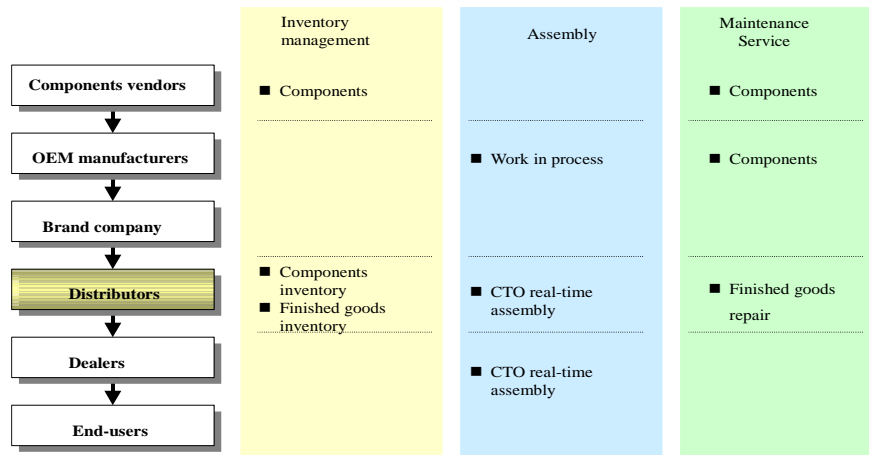 Inventory
management
Assembly
Maintenance
Service
Components vendors
■ Components
■ Components
OEM manufacturers
■ Work in process
■ Components
Brand company
Distributors
■ Components
inventory
■ Finished goods
inventory
■ CTO real-time
assembly
■ Finished goods
repair
Dealers
■ CTO real-time
assembly
End-users